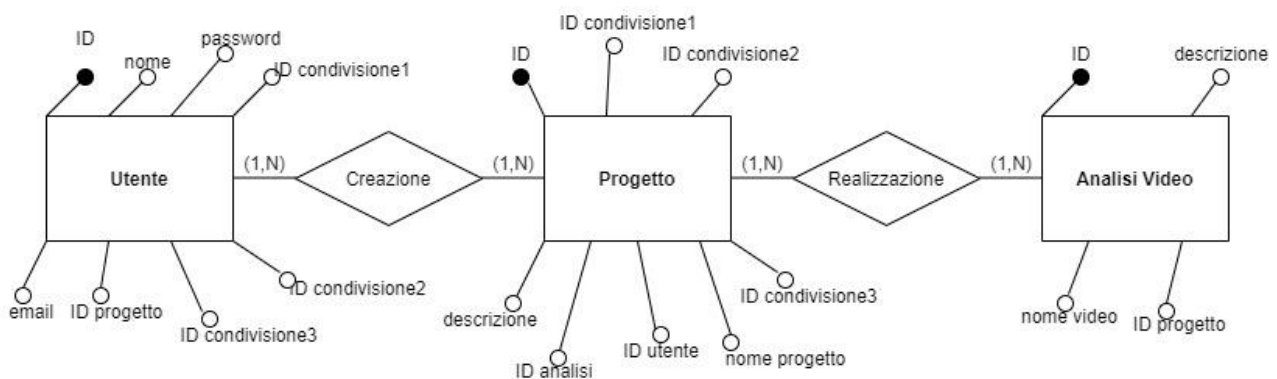 ID
nome
password
ID condivisione1
Utente
email
ID progetto
ID condivisione3
ID condivisione2
(1,N)
Creazione
(1,N)
ID
ID condivisione1
ID condivisione2
Progetto
descrizione
ID analisi
ID utente
nome progetto
ID condivisione3
(1,N)
Realizzazione
(1,N)
ID
descrizione
Analisi Video
nome video
ID progetto